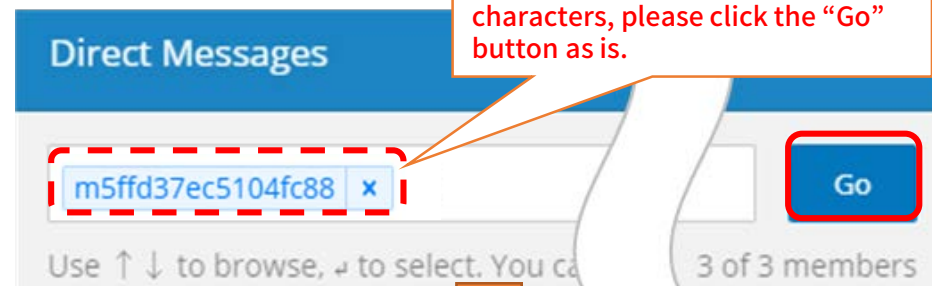 characters, please click the “Go”
button as is.
Direct Messages
m5ffd37ec5104fc88 ×
Go
Use ↑ ↓ to browse, ↵ to select. You
3 of 3 members